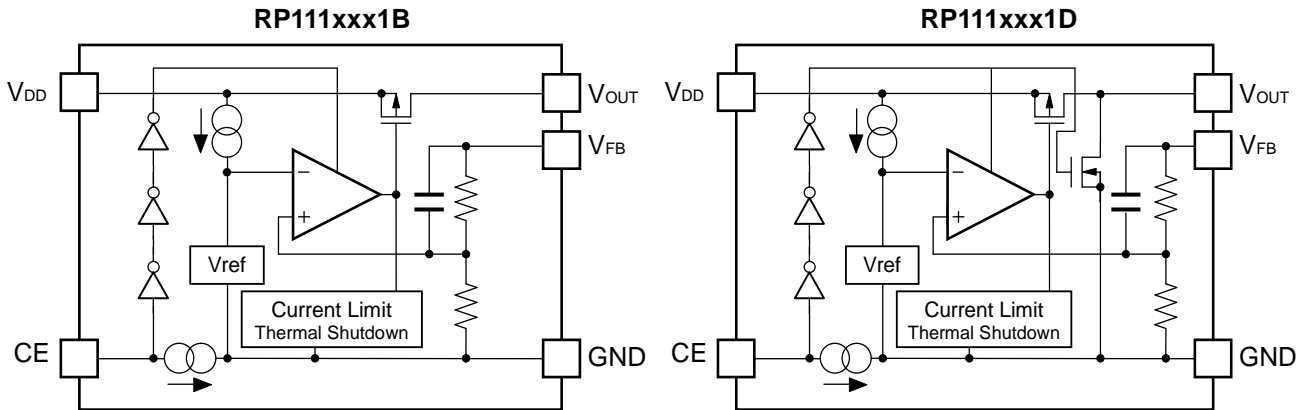 RP111xxx1B
VDD
VOUT
VFB
−
+
Vref
Current Limit
Thermal Shutdown
CE
GND
RP111xxx1D
VDD
VOUT
VFB
−
+
Vref
Current Limit
Thermal Shutdown
CE
GND